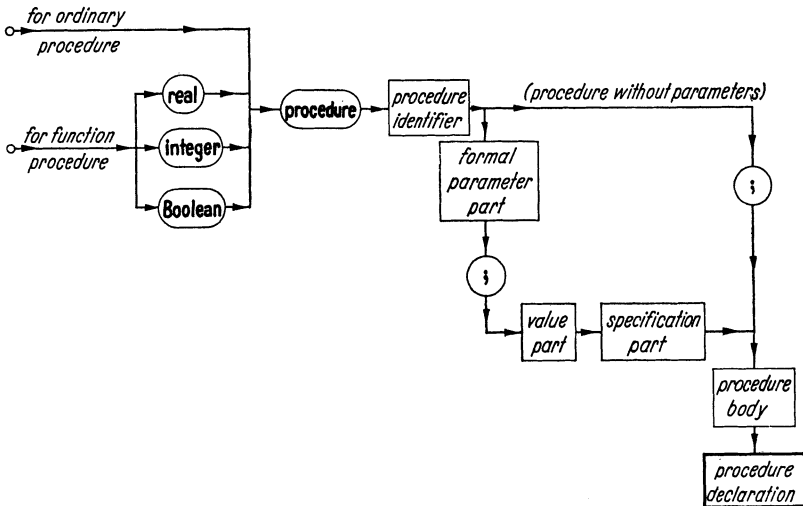 for ordinary
procedure
real
procedure
procedure
identifier
(procedure without parameters)
for function
procedure
integer
Boolean
formal
parameter
part
;
;
value
part
specification
part
procedure
body
procedure
declaration